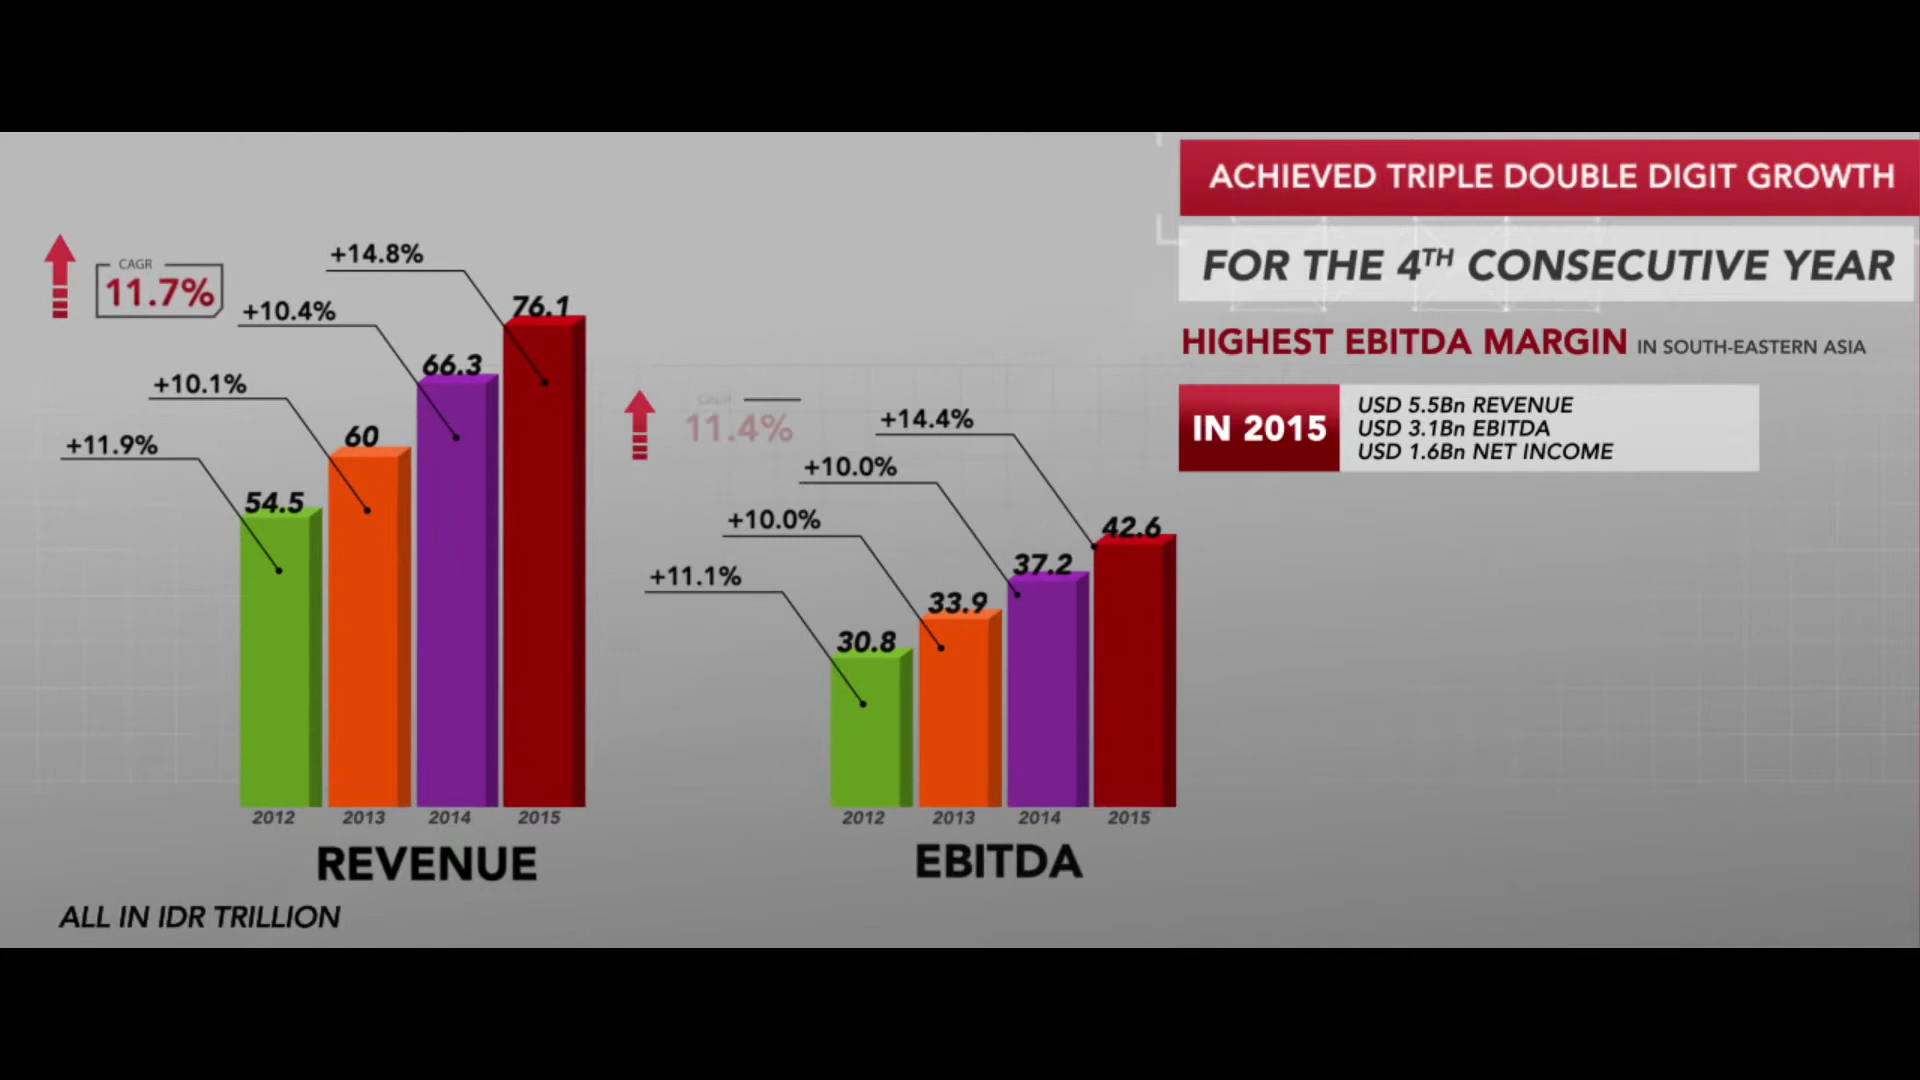 ACHIEVED TRIPLE DOUBLE DIGIT GROWTH
FOR THE 4TH CONSECUTIVE YEAR
HIGHEST EBITDA MARGIN IN SOUTH-EASTERN ASIA
IN 2015
USD 5.5Bn REVENUE
USD 3.1Bn EBITDA
USD 1.6Bn NET INCOME
CAGR
11.7%
+14.8%
+10.4%
+10.1%
+11.9%
76.1
66.3
60
54.5
2012 2013 2014 2015
REVENUE
CAGR
11.4%
+14.4%
+10.0%
+10.0%
+11.1%
42.6
37.2
33.9
30.8
2012 2013 2014 2015
EBITDA
ALL IN IDR TRILLION